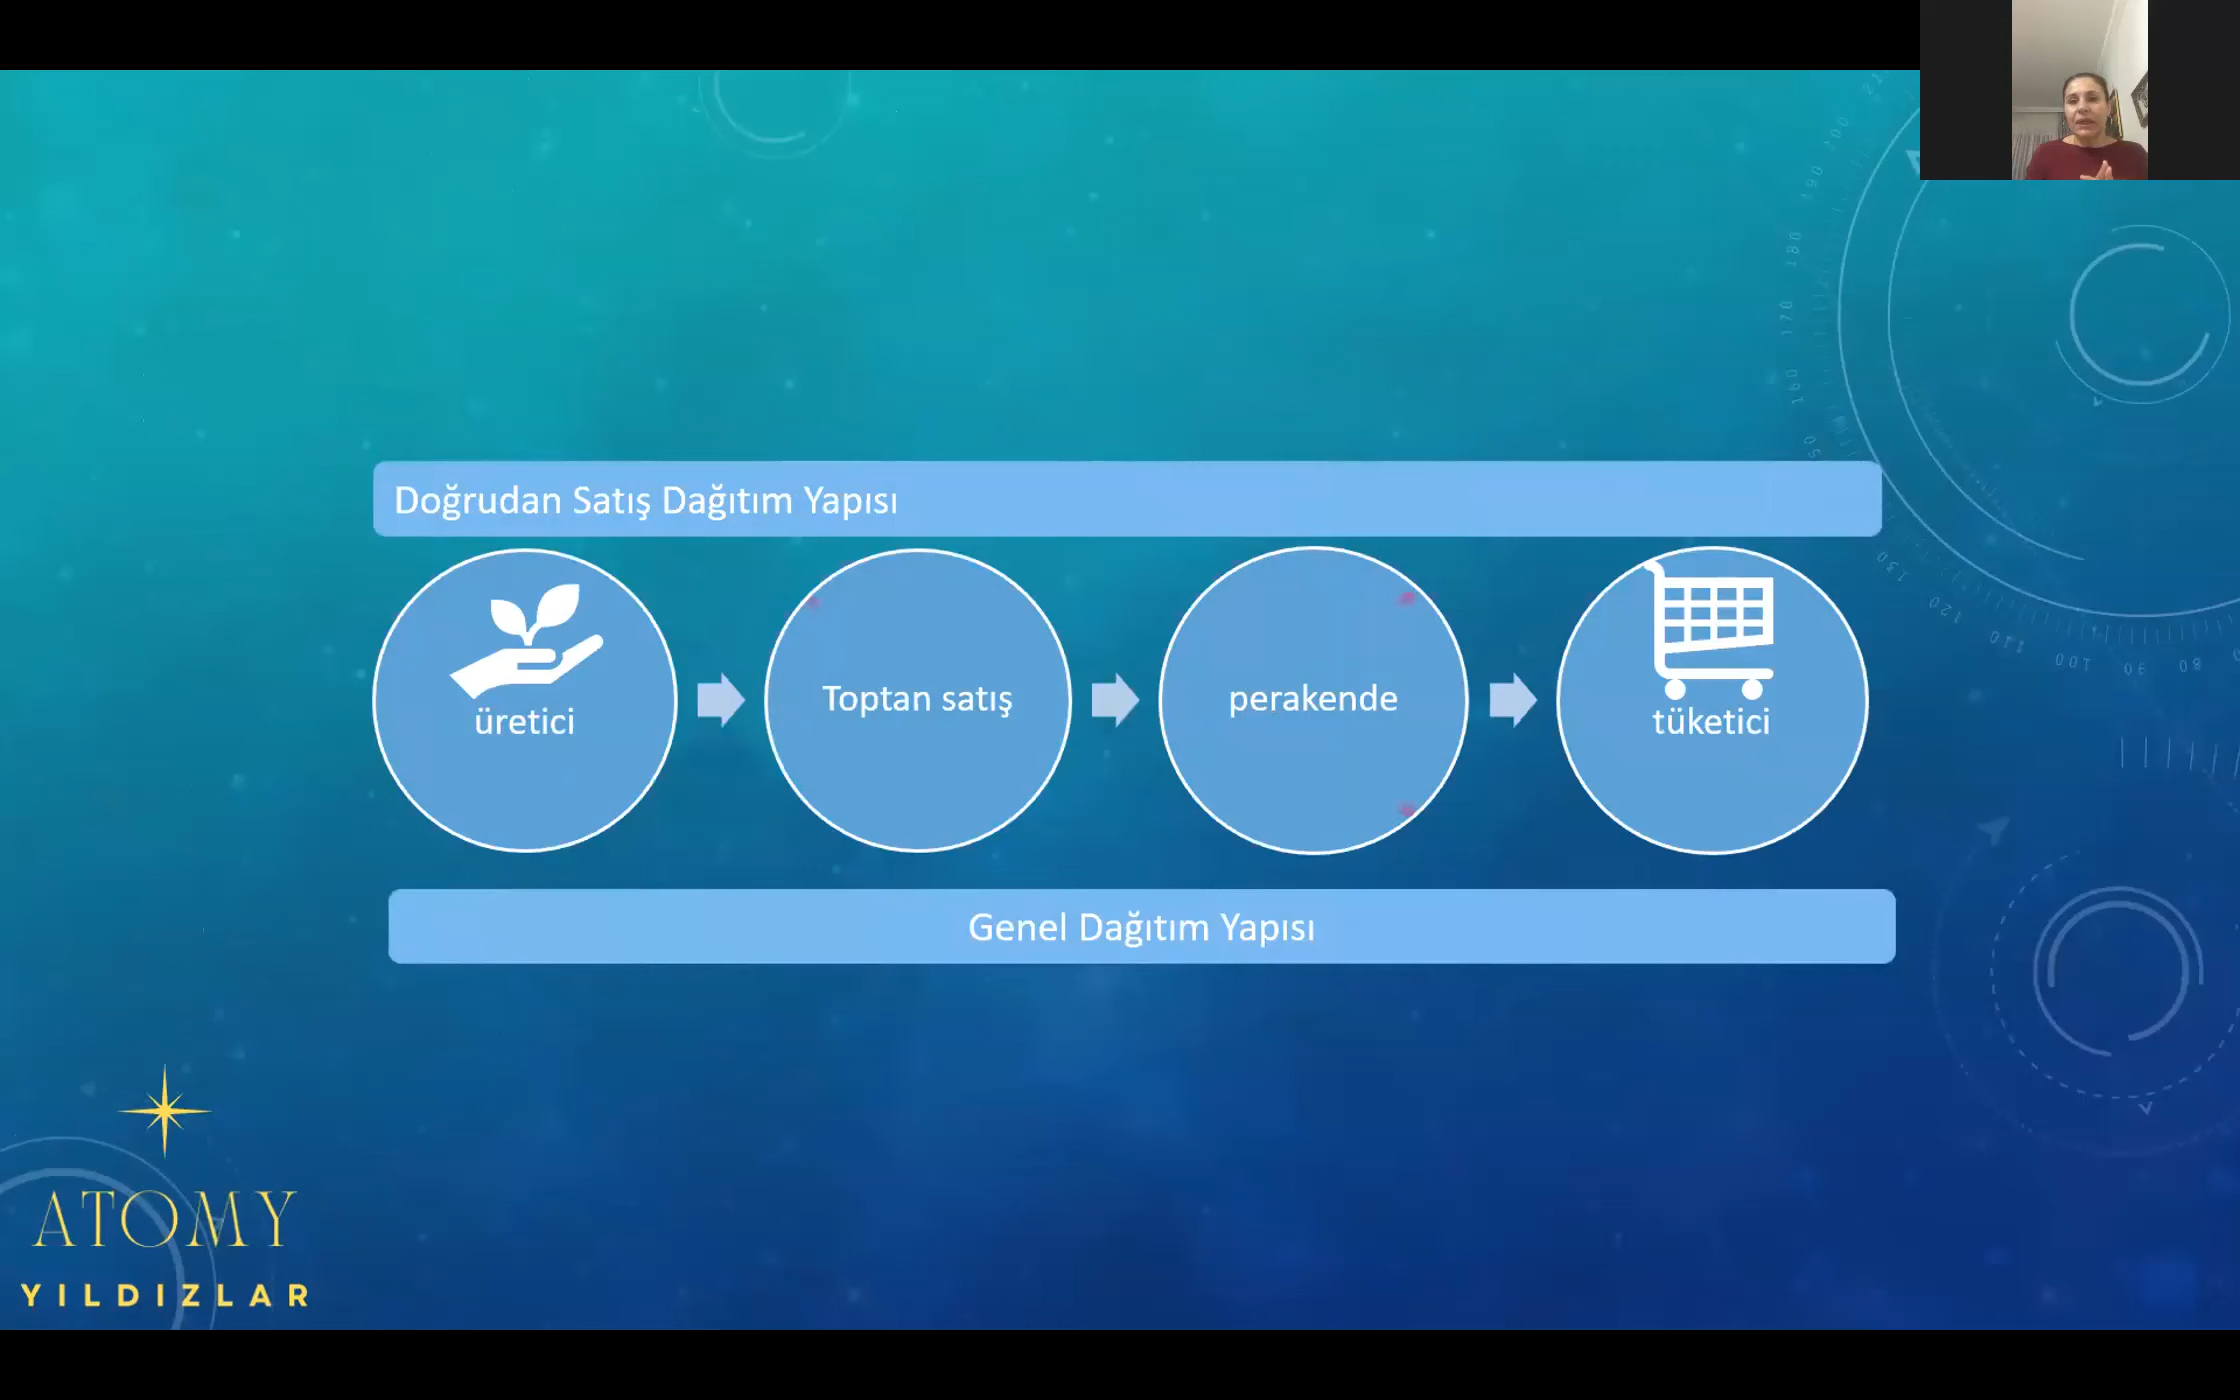 Doğrudan Satış Dağıtım Yapısı
üretici
Toptan satış
perakende
tüketici
Genel Dağıtım Yapısı
ATOMY
YILDIZLAR